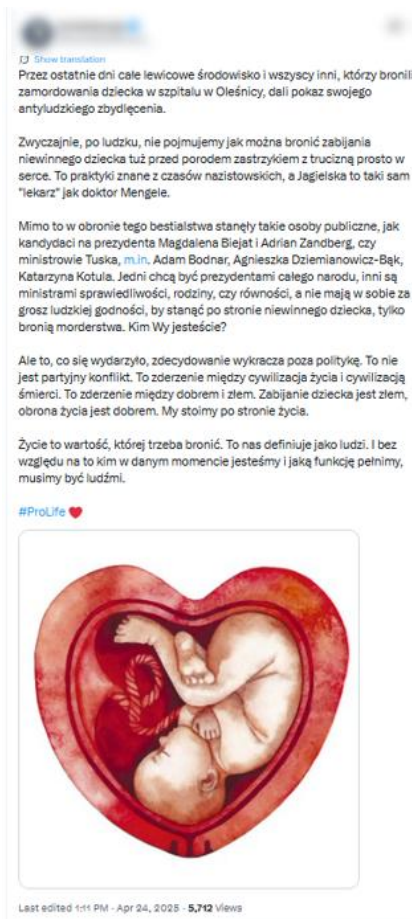 Show translation
Przez ostatnie dni całe lewicowe środowisko i wszyscy inni, którzy bronili
zamordowania dziecka w szpitalu w Oleśnicy, dali pokaz swojego
antyludzkiego zbydlęcenia.
Zwyczajnie, po ludzku, nie pojmujemy jak można bronić zabijania
niewinnego dziecka tuż przed porodem zastrzykiem z trucizną prosto w
serce. To praktyki znane z czasów nazistowskich, a Jagielska to taki sam
"lekarz" jak doktor Mengele.
Mimo to w obronie tego bestialstwa stanęły takie osoby publiczne, jak
kandydaci na prezydenta Magdalena Biejat i Adrian Zandberg, czy
ministrowie Tuska, m.in. Adam Bodnar, Agnieszka Dziemianowicz-Bąk,
Katarzyna Kotula. Jedni chcą być prezydentami całego narodu, inni są
ministrami sprawiedliwości, rodziny, czy równości, a nie mają w sobie za
grosz ludzkiej godności, by stanąć po stronie niewinnego dziecka, tylko
bronią morderstwa. Kim Wy jesteście?
Ale to, co się wydarzyło, zdecydowanie wykracza poza politykę. To nie
jest partyjny konflikt. To zderzenie między cywilizacja życia i cywilizacją
śmierci. To zderzenie między dobrem i złem. Zabijanie dziecka jest złem,
obrona życia jest dobrem. My stoimy po stronie życia.
Życie to wartość, której trzeba bronić. To nas definiuje jako ludzi. I bez
względu na to kim w danym momencie jesteśmy i jaką funkcję pełnimy,
musimy być ludźmi.
#ProLife
Last edited 1:11 PM · Apr 24, 2025 · 5,712 Views